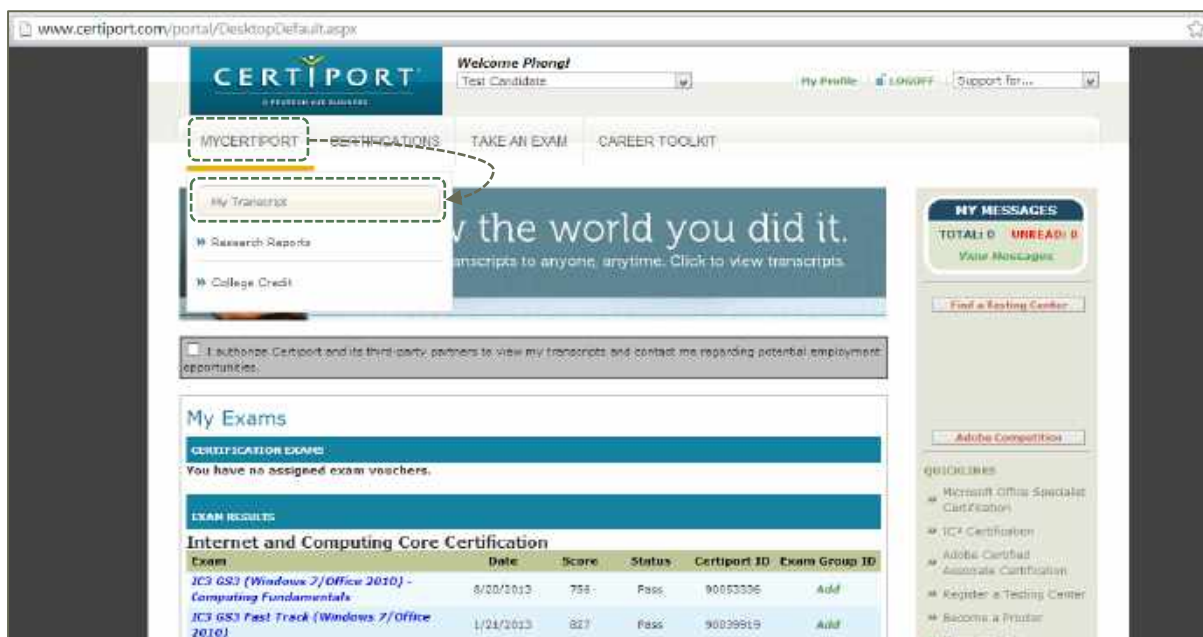 www.certiport.com/portal/DesktopDefault.aspx
CERTIPORT
A PEARSON VUE BUSINESS
Welcome Phong!
Test Candidate
My Profile
LOGOFF
Support for...
MYCERTIPORT
CERTIFICATIONS
TAKE AN EXAM
CAREER TOOLKIT
My Transcript
» Research Reports
» College Credit
the world you did it.
transcripts to anyone, anytime. Click to view transcripts.
MY MESSAGES
TOTAL: 0 UNREAD: 0
View Messages
Find a Testing Center
I authorize Certiport and its third-party partners to view my transcripts and contact me regarding potential employment
opportunities.
My Exams
CERTIFICATION EXAMS
You have no assigned exam vouchers.
EXAM RESULTS
Internet and Computing Core Certification
Exam Date Score Status Certiport ID Exam Group ID
IC3 GS3 (Windows 7/Office 2010) - 8/20/2013 756 Pass 90053336 Add
Computing Fundamentals
IC3 GS3 Fast Track (Windows 7/Office 1/21/2013 827 Pass 90039919 Add
2010)
Adobe Competition
QUICKLINKS
» Microsoft Office Specialist
Certification
» IC³ Certification
» Adobe Certified
Associate Certification
» Register a Testing Center
» Become a Proctor